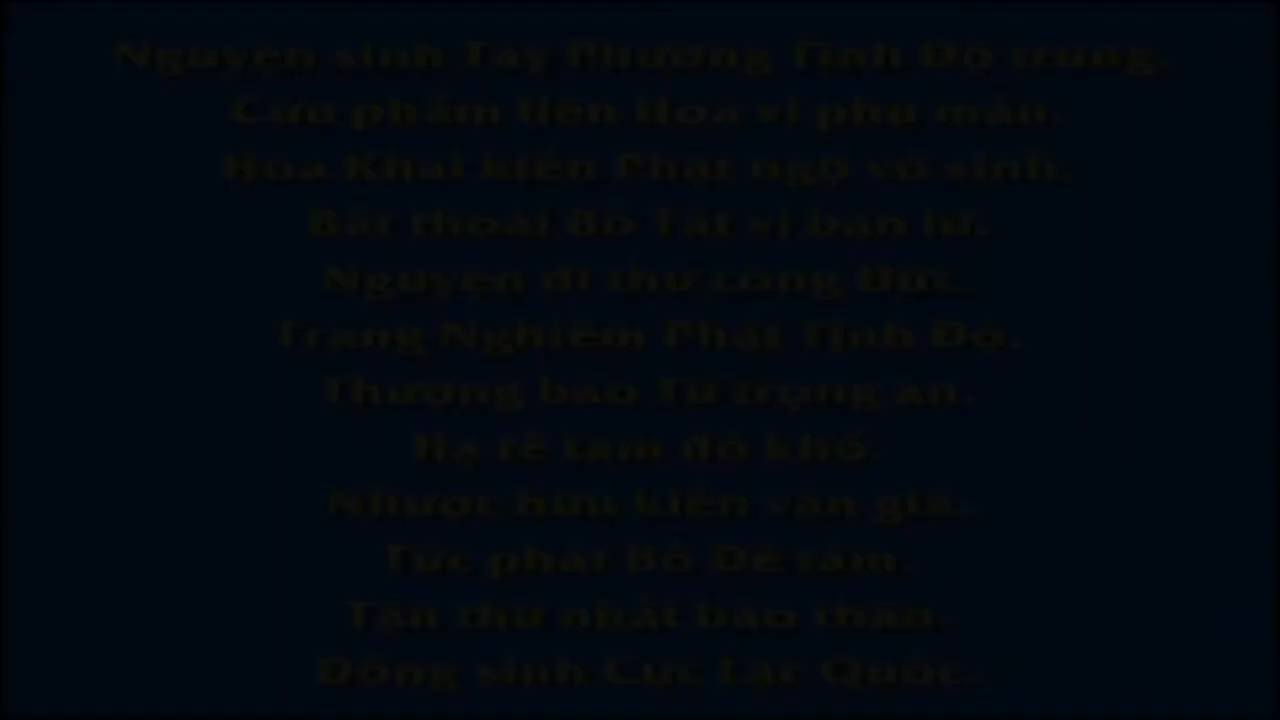 Nguyện sinh Tây Phương Tịnh Độ trung.
Cửu phẩm liên Hoa vi phụ mẫu.
Hoa Khai kiến Phật ngộ vô sinh.
Bất thoái Bồ Tát vi bạn lữ.
Nguyện dĩ thử công Đức.
Trang Nghiêm Phật Tịnh Độ.
Thượng báo Tứ trọng ân.
Hạ tế tam đồ khổ.
Nhược hữu kiến văn giả.
Tức phát Bồ Đề tâm.
Tận thử nhất báo thân.
Đồng sinh Cực Lạc Quốc.